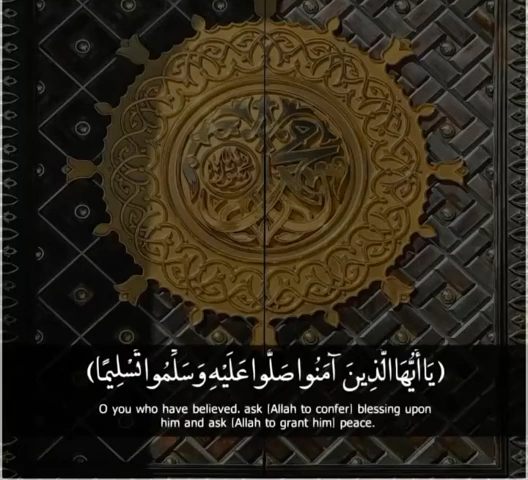 (يَا أَيُّهَا الَّذِينَ آمَنُوا صَلُّوا عَلَيْهِ وَسَلِّمُوا تَسْلِيمًا)
O you who have believed, ask [Allah to confer] blessing upon
him and ask [Allah to grant him] peace.
محمد